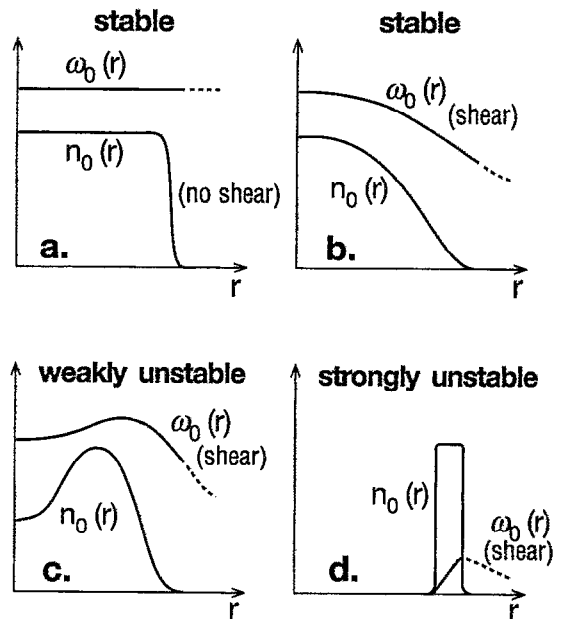 stable
ω₀ (r)
n₀ (r)
(no shear)
a.
r
stable
ω₀ (r)
(shear)
n₀ (r)
b.
r
weakly unstable
ω₀ (r)
(shear)
n₀ (r)
c.
r
strongly unstable
n₀ (r)
ω₀ (r)
(shear)
d.
r